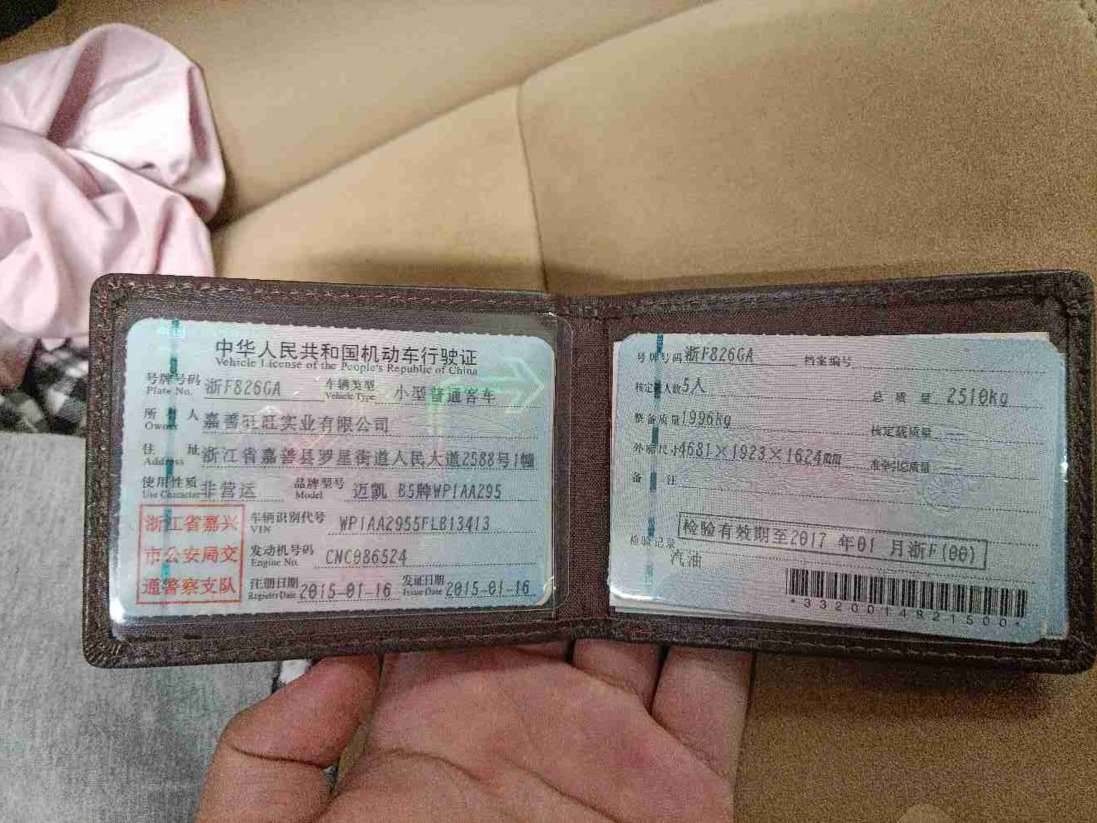 中华人民共和国机动车行驶证
Vehicle License of the People's Republic of China
号牌号码 浙F826GA 车辆类型 小型普通客车
Plate No. Vehicle Type
所有人 嘉善旺旺实业有限公司
Owner
住址 浙江省嘉善县罗星街道人民大道2588号1幢
Address
使用性质 非营运 品牌型号 迈凯 B5牌WP1AA295
Use Character Model
浙江省嘉兴
市公安局交
通警察支队
车辆识别代号 WP1AA2955FLB13413
VIN
发动机号码 CNC086524
Engine No.
注册日期 2015-01-16 发证日期 2015-01-16
Register Date Issue Date
号牌号码 浙F826GA 档案编号
核定载人数 5人 总质量 2510kg
整备质量 1996kg 核定载质量 --
外廓尺寸 4681×1923×1624mm 准牵引总质量 --
备注
检验有效期至2017年01月浙F(00)
检验记录
汽油
*3320014921500*